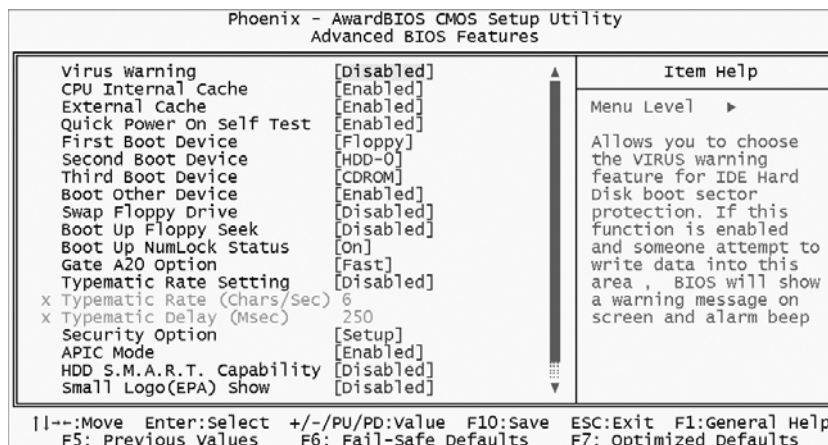 Phoenix - AwardBIOS CMOS Setup Utility
Advanced BIOS Features
Virus Warning [Disabled]
CPU Internal Cache [Enabled]
External Cache [Enabled]
Quick Power On Self Test [Enabled]
First Boot Device [Floppy]
Second Boot Device [HDD-0]
Third Boot Device [CDROM]
Boot Other Device [Enabled]
Swap Floppy Drive [Disabled]
Boot Up Floppy Seek [Disabled]
Boot Up NumLock Status [On]
Gate A20 Option [Fast]
Typematic Rate Setting [Disabled]
x Typematic Rate (Chars/Sec) 6
x Typematic Delay (Msec) 250
Security Option [Setup]
APIC Mode [Enabled]
HDD S.M.A.R.T. Capability [Disabled]
Small Logo(EPA) Show [Disabled]
Item Help
Menu Level ▸
Allows you to choose
the VIRUS warning
feature for IDE Hard
Disk boot sector
protection. If this
function is enabled
and someone attempt to
write data into this
area , BIOS will show
a warning message on
screen and alarm beep
↑↓→←:Move Enter:Select +/-/PU/PD:Value F10:Save ESC:Exit F1:General Help
F5: Previous Values F6: Fail-Safe Defaults F7: Optimized Defaults